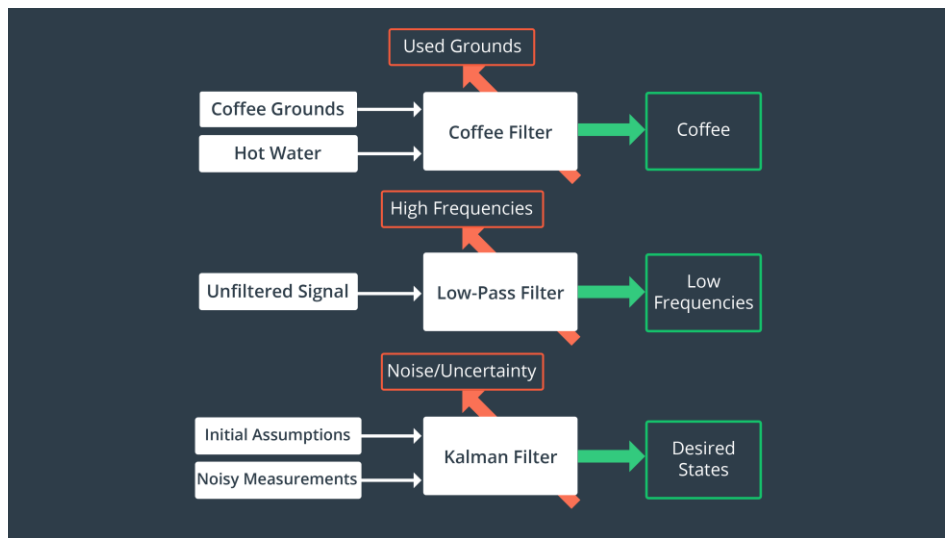 Used Grounds
Coffee Grounds
Hot Water
Coffee Filter
Coffee
High Frequencies
Unfiltered Signal
Low-Pass Filter
Low
Frequencies
Noise/Uncertainty
Initial Assumptions
Noisy Measurements
Kalman Filter
Desired
States